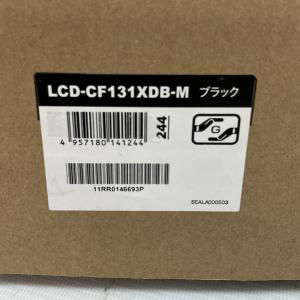 LCD-CF131XDB-M ブラック
4 957180 141244
244
G
11RR0146693P
SEALA000503